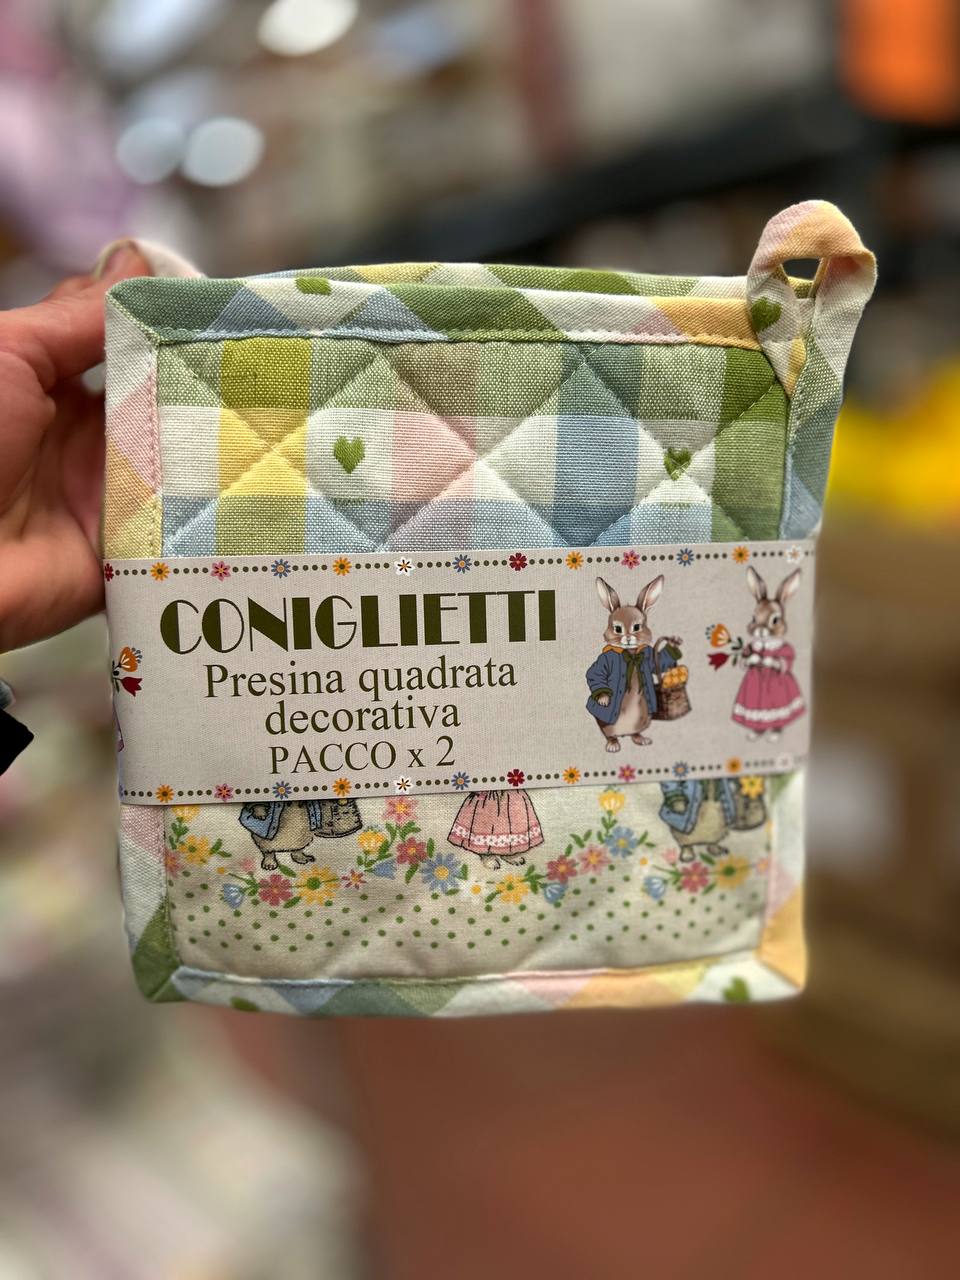 CONIGLIETTI
Presina quadrata
decorativa
PACCO x 2